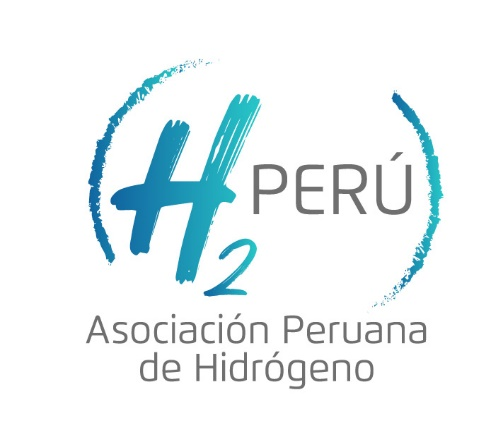 H2 PERÚ
Asociación Peruana
de Hidrógeno